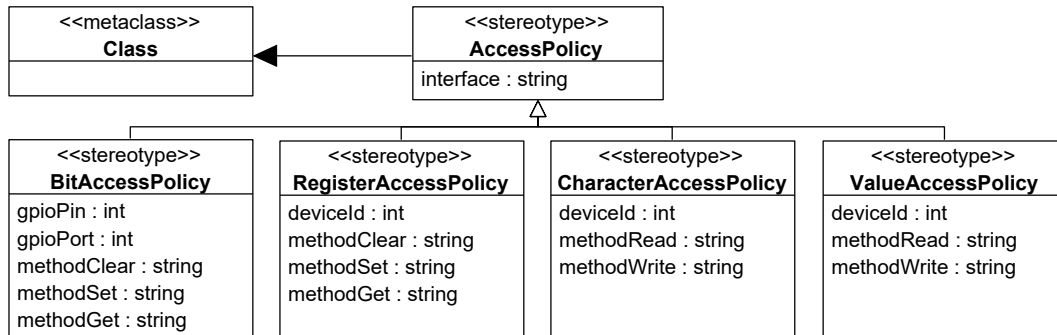 <<metaclass>>
Class
<<stereotype>>
AccessPolicy
interface : string
<<stereotype>>
BitAccessPolicy
gpioPin : int
gpioPort : int
methodClear : string
methodSet : string
methodGet : string
<<stereotype>>
RegisterAccessPolicy
deviceId : int
methodClear : string
methodSet : string
methodGet : string
<<stereotype>>
CharacterAccessPolicy
deviceId : int
methodRead : string
methodWrite : string
<<stereotype>>
ValueAccessPolicy
deviceId : int
methodRead : string
methodWrite : string